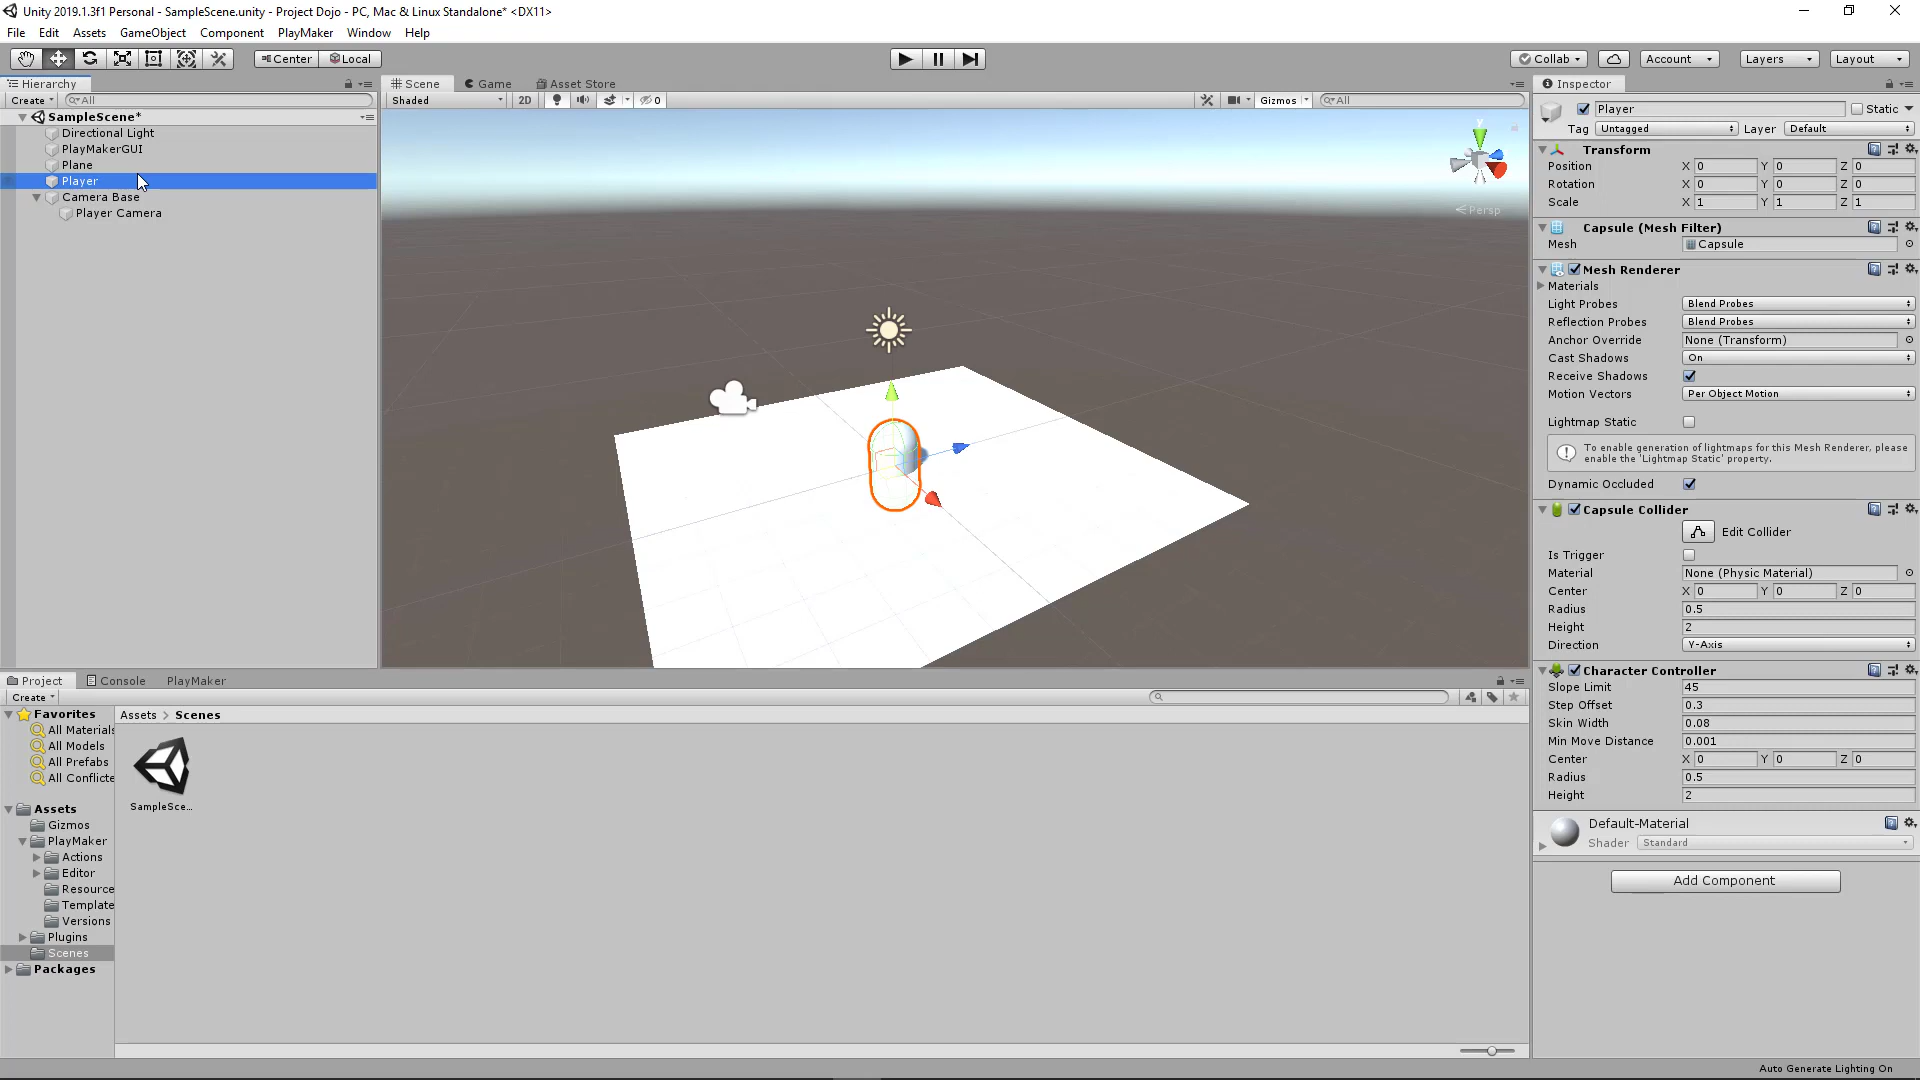 Unity 2019.1.3f1 Personal - SampleScene.unity - Project Dojo - PC, Mac & Linux Standalone* <DX11>
File Edit Assets GameObject Component PlayMaker Window Help
Center Local
Collab Account Layers Layout
Hierarchy
Create All
SampleScene*
Directional Light
PlayMakerGUI
Plane
Player
Camera Base
Player Camera
Scene Game Asset Store
Shaded 2D 0 Gizmos All
y
Persp
Inspector
Player Static
Tag Untagged Layer Default
Transform
Position X 0 Y 0 Z 0
Rotation X 0 Y 0 Z 0
Scale X 1 Y 1 Z 1
Capsule (Mesh Filter)
Mesh Capsule
Mesh Renderer
Materials
Light Probes Blend Probes
Reflection Probes Blend Probes
Anchor Override None (Transform)
Cast Shadows On
Receive Shadows
Motion Vectors Per Object Motion
Lightmap Static
To enable generation of lightmaps for this Mesh Renderer, please
enable the 'Lightmap Static' property.
Dynamic Occluded
Capsule Collider
Edit Collider
Is Trigger
Material None (Physic Material)
Center X 0 Y 0 Z 0
Radius 0.5
Height 2
Direction Y-Axis
Character Controller
Slope Limit 45
Step Offset 0.3
Skin Width 0.08
Min Move Distance 0.001
Center X 0 Y 0 Z 0
Radius 0.5
Height 2
Default-Material
Shader Standard
Add Component
Project Console PlayMaker
Create
Favorites
All Materials
All Models
All Prefabs
All Conflicte
Assets
Gizmos
PlayMaker
Actions
Editor
Resource
Template
Versions
Plugins
Scenes
Packages
Assets > Scenes
SampleSce...
Auto Generate Lighting On